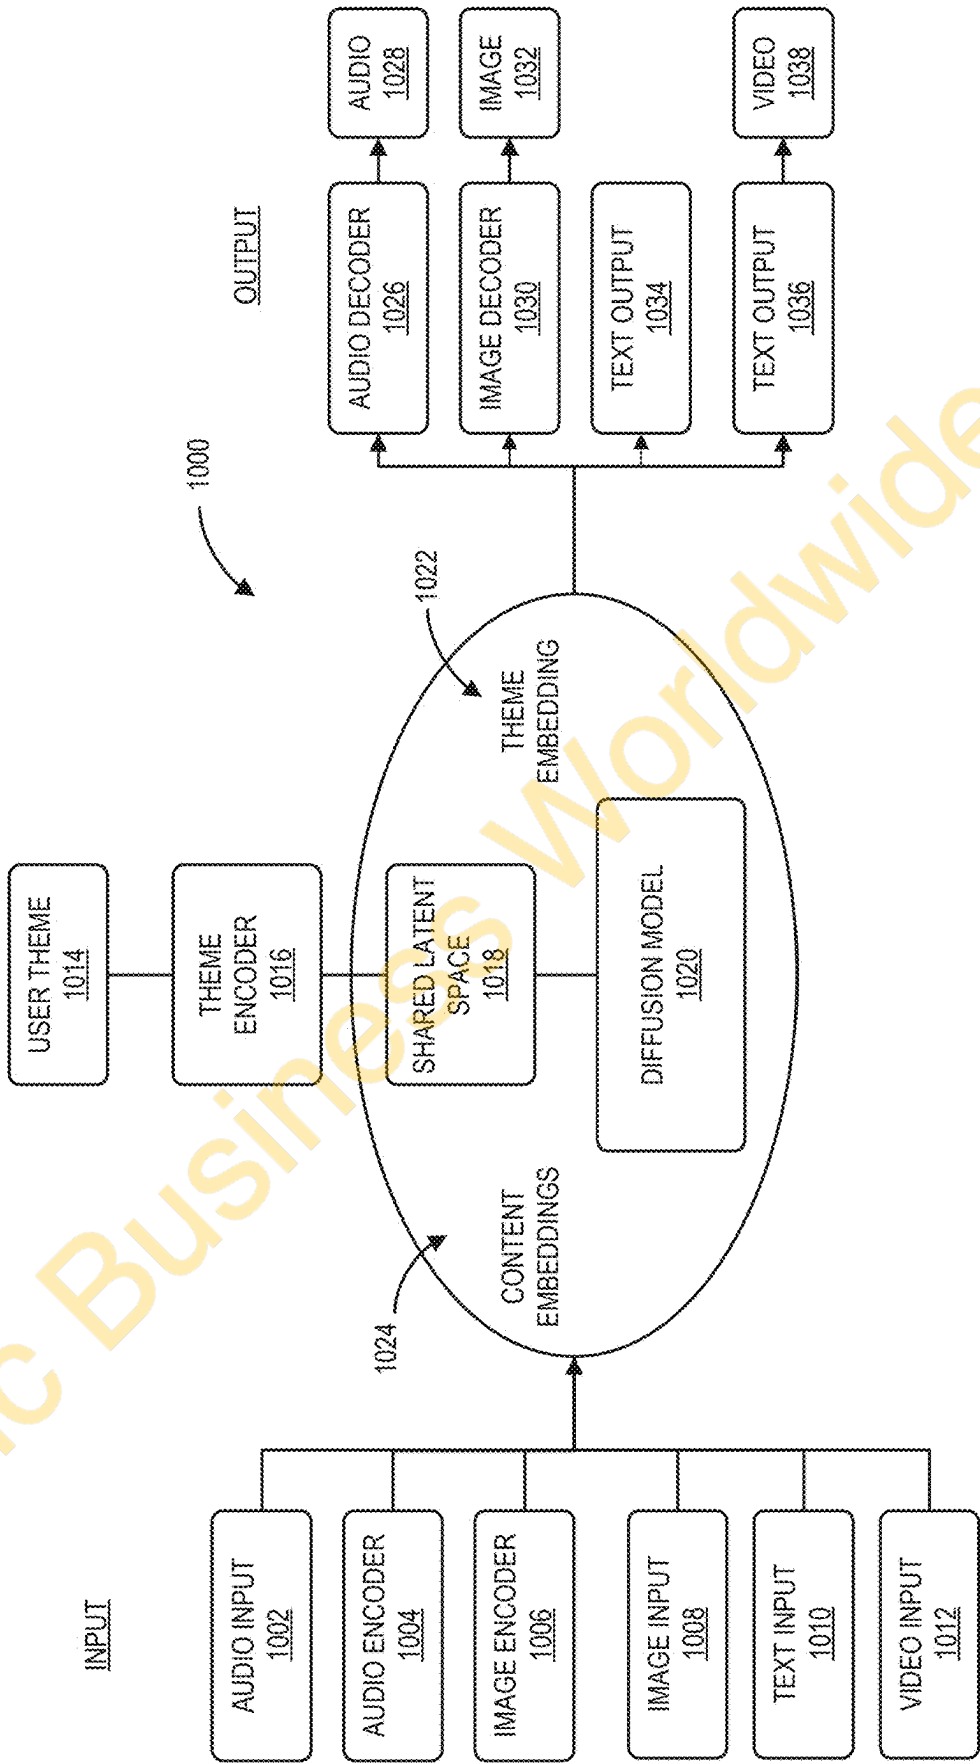 INPUT
AUDIO INPUT
1002
AUDIO ENCODER
1004
IMAGE ENCODER
1006
IMAGE INPUT
1008
TEXT INPUT
1010
VIDEO INPUT
1012
USER THEME
1014
THEME
ENCODER
1016
1024
CONTENT
EMBEDDINGS
SHARED LATENT
SPACE
1018
DIFFUSION MODEL
1020
1022
THEME
EMBEDDING
1000
OUTPUT
AUDIO DECODER
1026
AUDIO
1028
IMAGE DECODER
1030
IMAGE
1032
TEXT OUTPUT
1034
TEXT OUTPUT
1036
VIDEO
1038
Business Worldwide